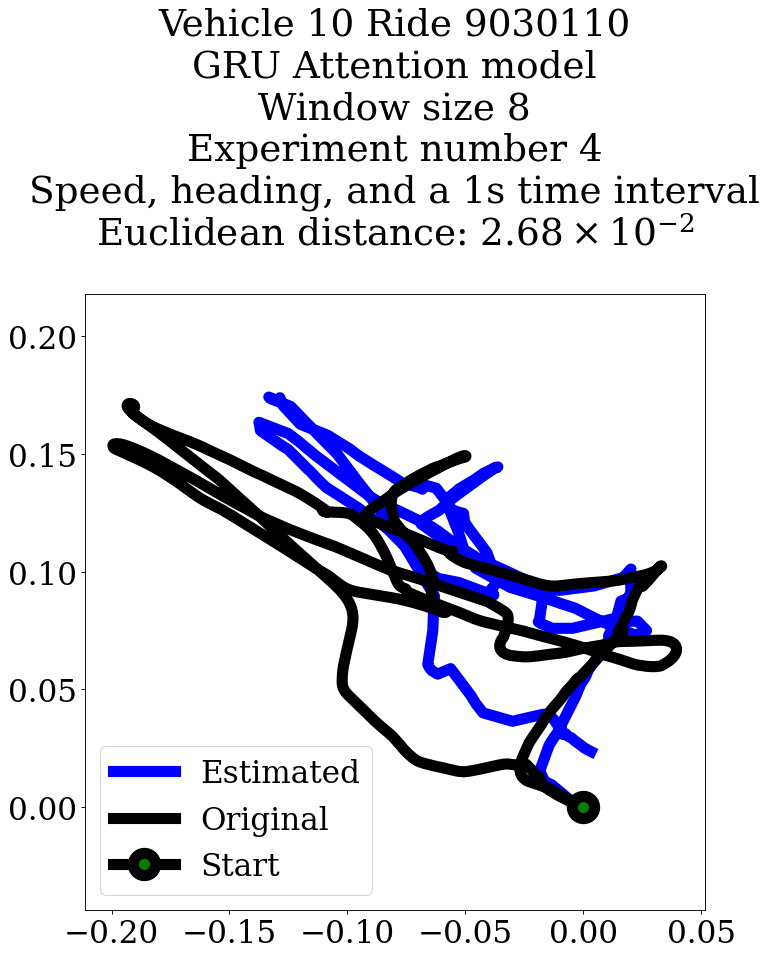 Vehicle 10 Ride 9030110
GRU Attention model
Window size 8
Experiment number 4
Speed, heading, and a 1s time interval
Euclidean distance: 2.68 × 10⁻²
0.20
0.15
0.10
0.05
0.00
Estimated
Original
Start
−0.20 −0.15 −0.10 −0.05 0.00 0.05